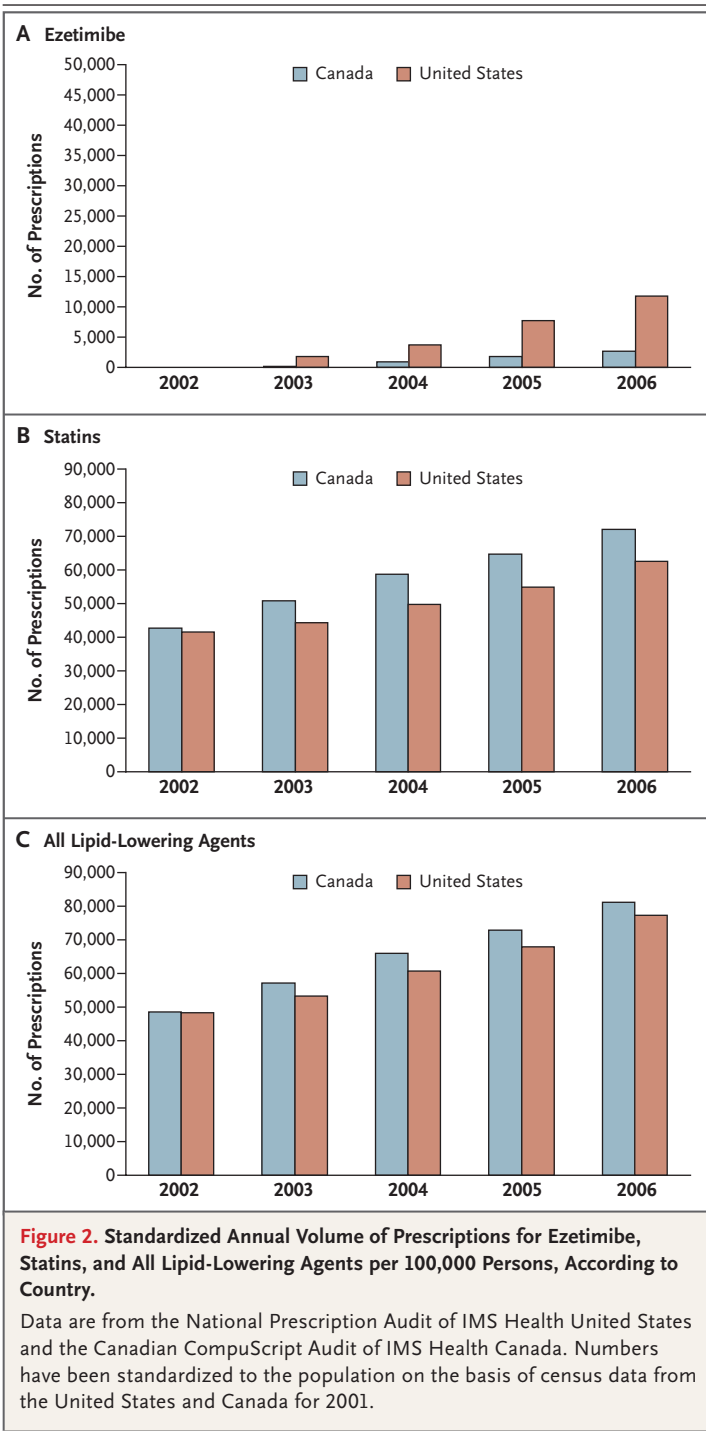 A Ezetimibe
Canada
United States
No. of Prescriptions
50,000
45,000
40,000
35,000
30,000
25,000
20,000
15,000
10,000
5,000
0
2002 2003 2004 2005 2006
B Statins
Canada
United States
No. of Prescriptions
90,000
80,000
70,000
60,000
50,000
40,000
30,000
20,000
10,000
0
2002 2003 2004 2005 2006
C All Lipid-Lowering Agents
Canada
United States
No. of Prescriptions
90,000
80,000
70,000
60,000
50,000
40,000
30,000
20,000
10,000
0
2002 2003 2004 2005 2006
Figure 2. Standardized Annual Volume of Prescriptions for Ezetimibe,
Statins, and All Lipid-Lowering Agents per 100,000 Persons, According to
Country.
Data are from the National Prescription Audit of IMS Health United States
and the Canadian CompuScript Audit of IMS Health Canada. Numbers
have been standardized to the population on the basis of census data from
the United States and Canada for 2001.